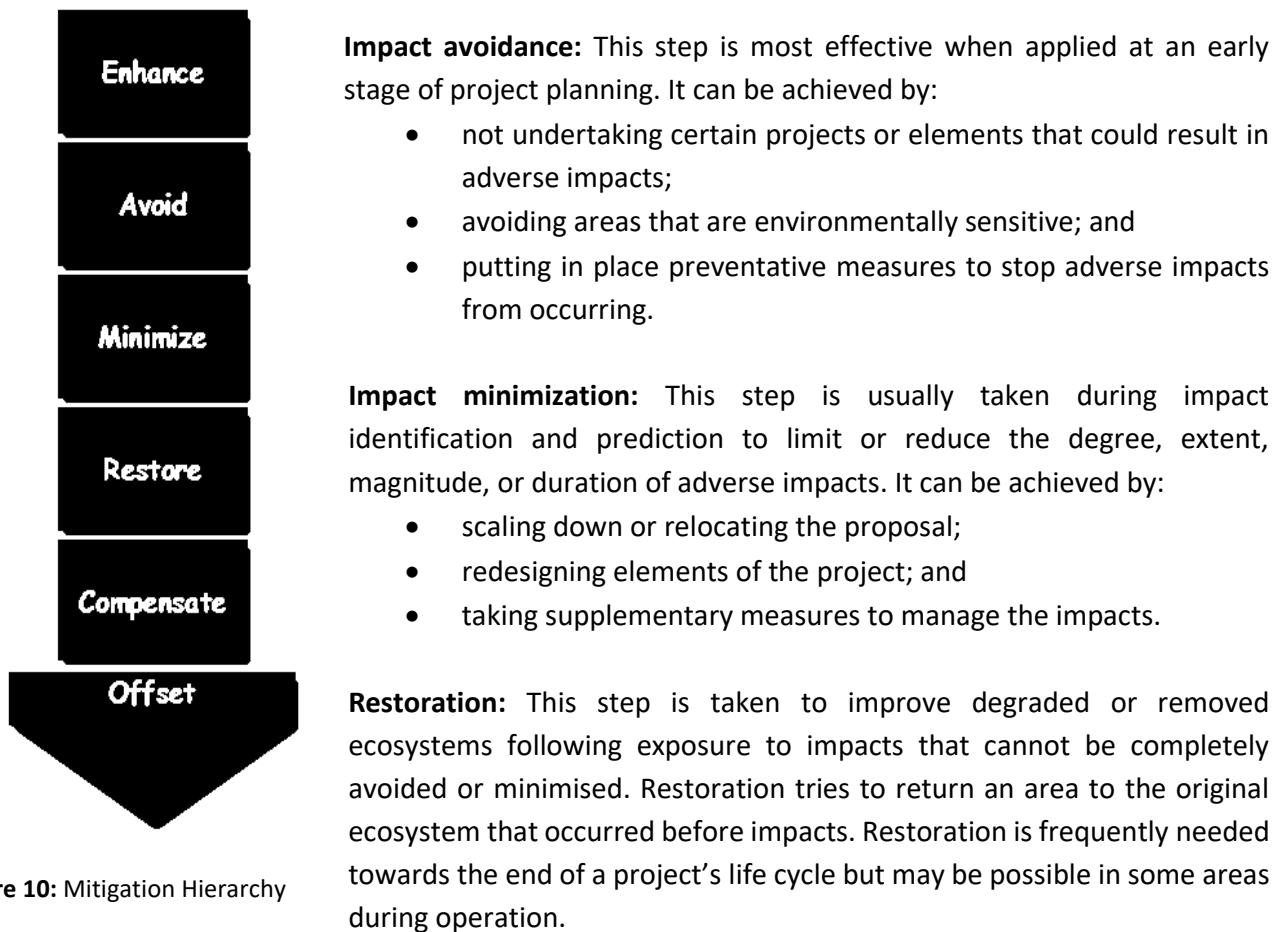 Enhance
Avoid
Minimize
Restore
Compensate
Offset
re 10: Mitigation Hierarchy
Impact avoidance: This step is most effective when applied at an early
stage of project planning. It can be achieved by:
• not undertaking certain projects or elements that could result in
adverse impacts;
• avoiding areas that are environmentally sensitive; and
• putting in place preventative measures to stop adverse impacts
from occurring.
Impact minimization: This step is usually taken during impact
identification and prediction to limit or reduce the degree, extent,
magnitude, or duration of adverse impacts. It can be achieved by:
• scaling down or relocating the proposal;
• redesigning elements of the project; and
• taking supplementary measures to manage the impacts.
Restoration: This step is taken to improve degraded or removed
ecosystems following exposure to impacts that cannot be completely
avoided or minimised. Restoration tries to return an area to the original
ecosystem that occurred before impacts. Restoration is frequently needed
towards the end of a project’s life cycle but may be possible in some areas
during operation.